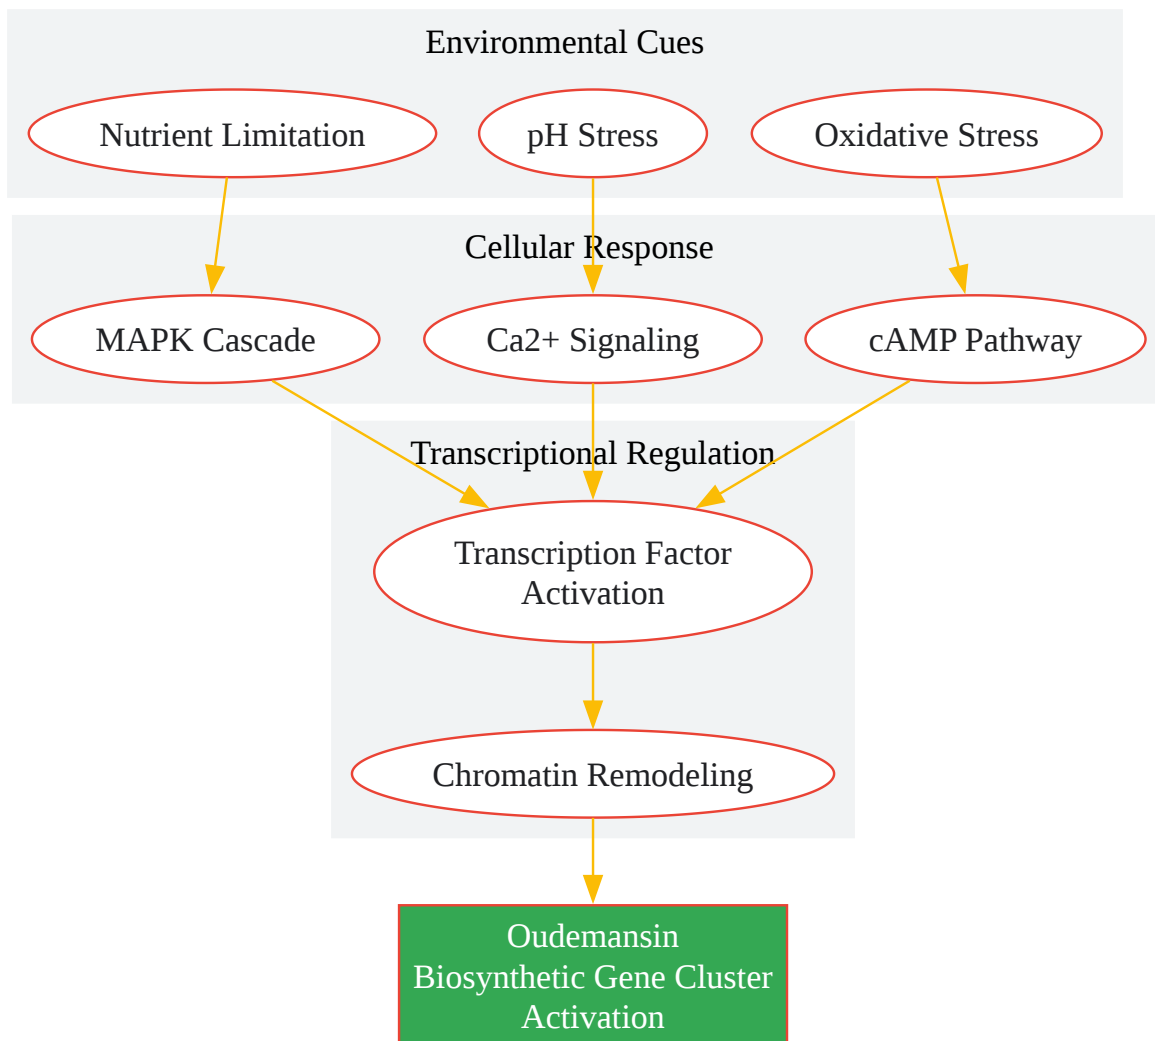 Environmental Cues
Nutrient Limitation
pH Stress
Oxidative Stress
Cellular Response
MAPK Cascade
Ca2+ Signaling
cAMP Pathway
Transcriptional Regulation
Transcription Factor
Activation
Chromatin Remodeling
Oudemansin
Biosynthetic Gene Cluster
Activation